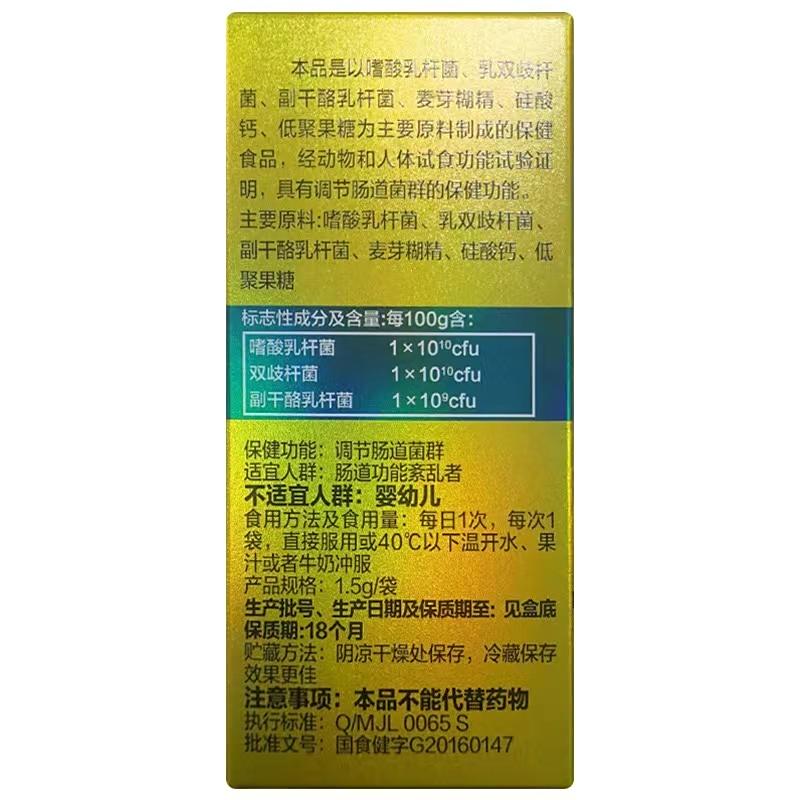 本品是以嗜酸乳杆菌、乳双歧杆
菌、副干酪乳杆菌、麦芽糊精、硅酸
钙、低聚果糖为主要原料制成的保健
食品，经动物和人体试食功能试验证
明，具有调节肠道菌群的保健功能。
主要原料:嗜酸乳杆菌、乳双歧杆菌、
副干酪乳杆菌、麦芽糊精、硅酸钙、低
聚果糖
标志性成分及含量:每100g含：
嗜酸乳杆菌 1×10¹⁰cfu
双歧杆菌 1×10¹⁰cfu
副干酪乳杆菌 1×10⁹cfu
保健功能：调节肠道菌群
适宜人群：肠道功能紊乱者
不适宜人群：婴幼儿
食用方法及食用量：每日1次，每次1
袋，直接服用或40℃以下温开水、果
汁或者牛奶冲服
产品规格：1.5g/袋
生产批号、生产日期及保质期至：见盒底
保质期:18个月
贮藏方法：阴凉干燥处保存，冷藏保存
效果更佳
注意事项：本品不能代替药物
执行标准：Q/MJL 0065 S
批准文号：国食健字G20160147